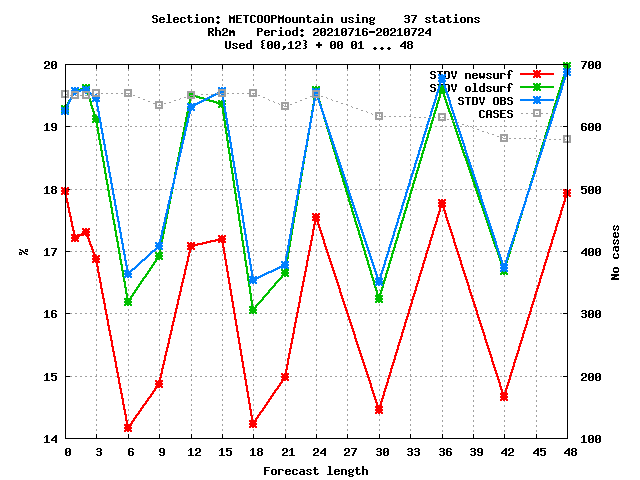 Selection: METCOOPMountain using    37 stations
Rh2m   Period: 20210716-20210724
Used {00,12} + 00 01 ... 48
20
19
18
17
16
15
14
%
STDV newsurf
STDV oldsurf
STDV OBS
CASES
700
600
500
400
300
200
100
No cases
0 3 6 9 12 15 18 21 24 27 30 33 36 39 42 45 48
Forecast length